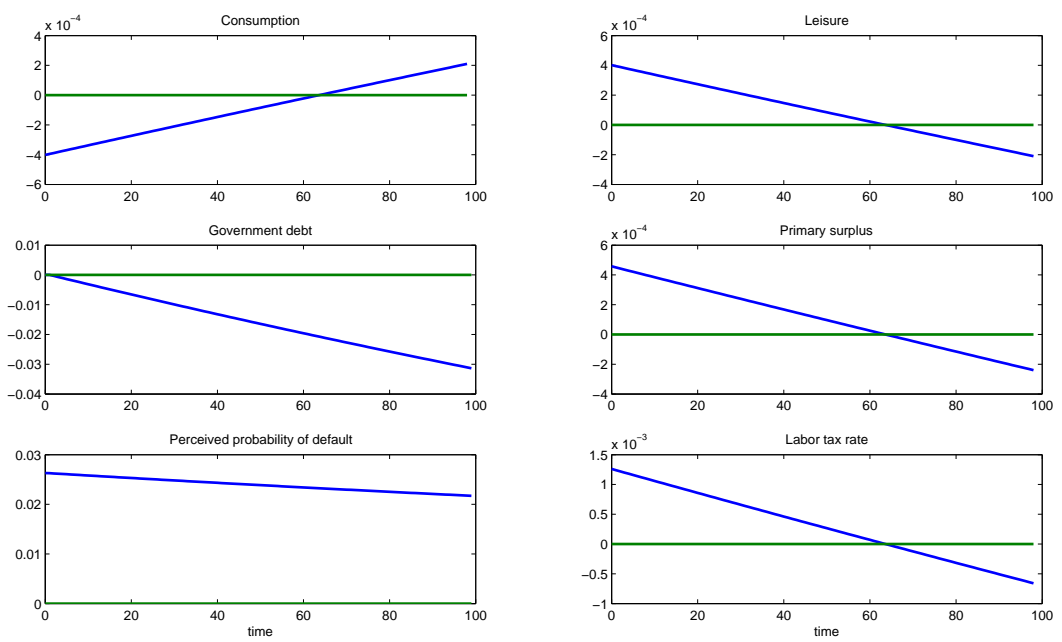 Consumption
x 10⁻⁴
4
2
0
−2
−4
−6
0 20 40 60 80 100
Leisure
x 10⁻⁴
6
4
2
0
−2
−4
0 20 40 60 80 100
Government debt
0.01
0
−0.01
−0.02
−0.03
−0.04
0 20 40 60 80 100
Primary surplus
x 10⁻⁴
6
4
2
0
−2
−4
0 20 40 60 80 100
Perceived probability of default
0.03
0.02
0.01
0
0 20 40 60 80 100
time
Labor tax rate
x 10⁻³
1.5
1
0.5
0
−0.5
−1
0 20 40 60 80 100
time